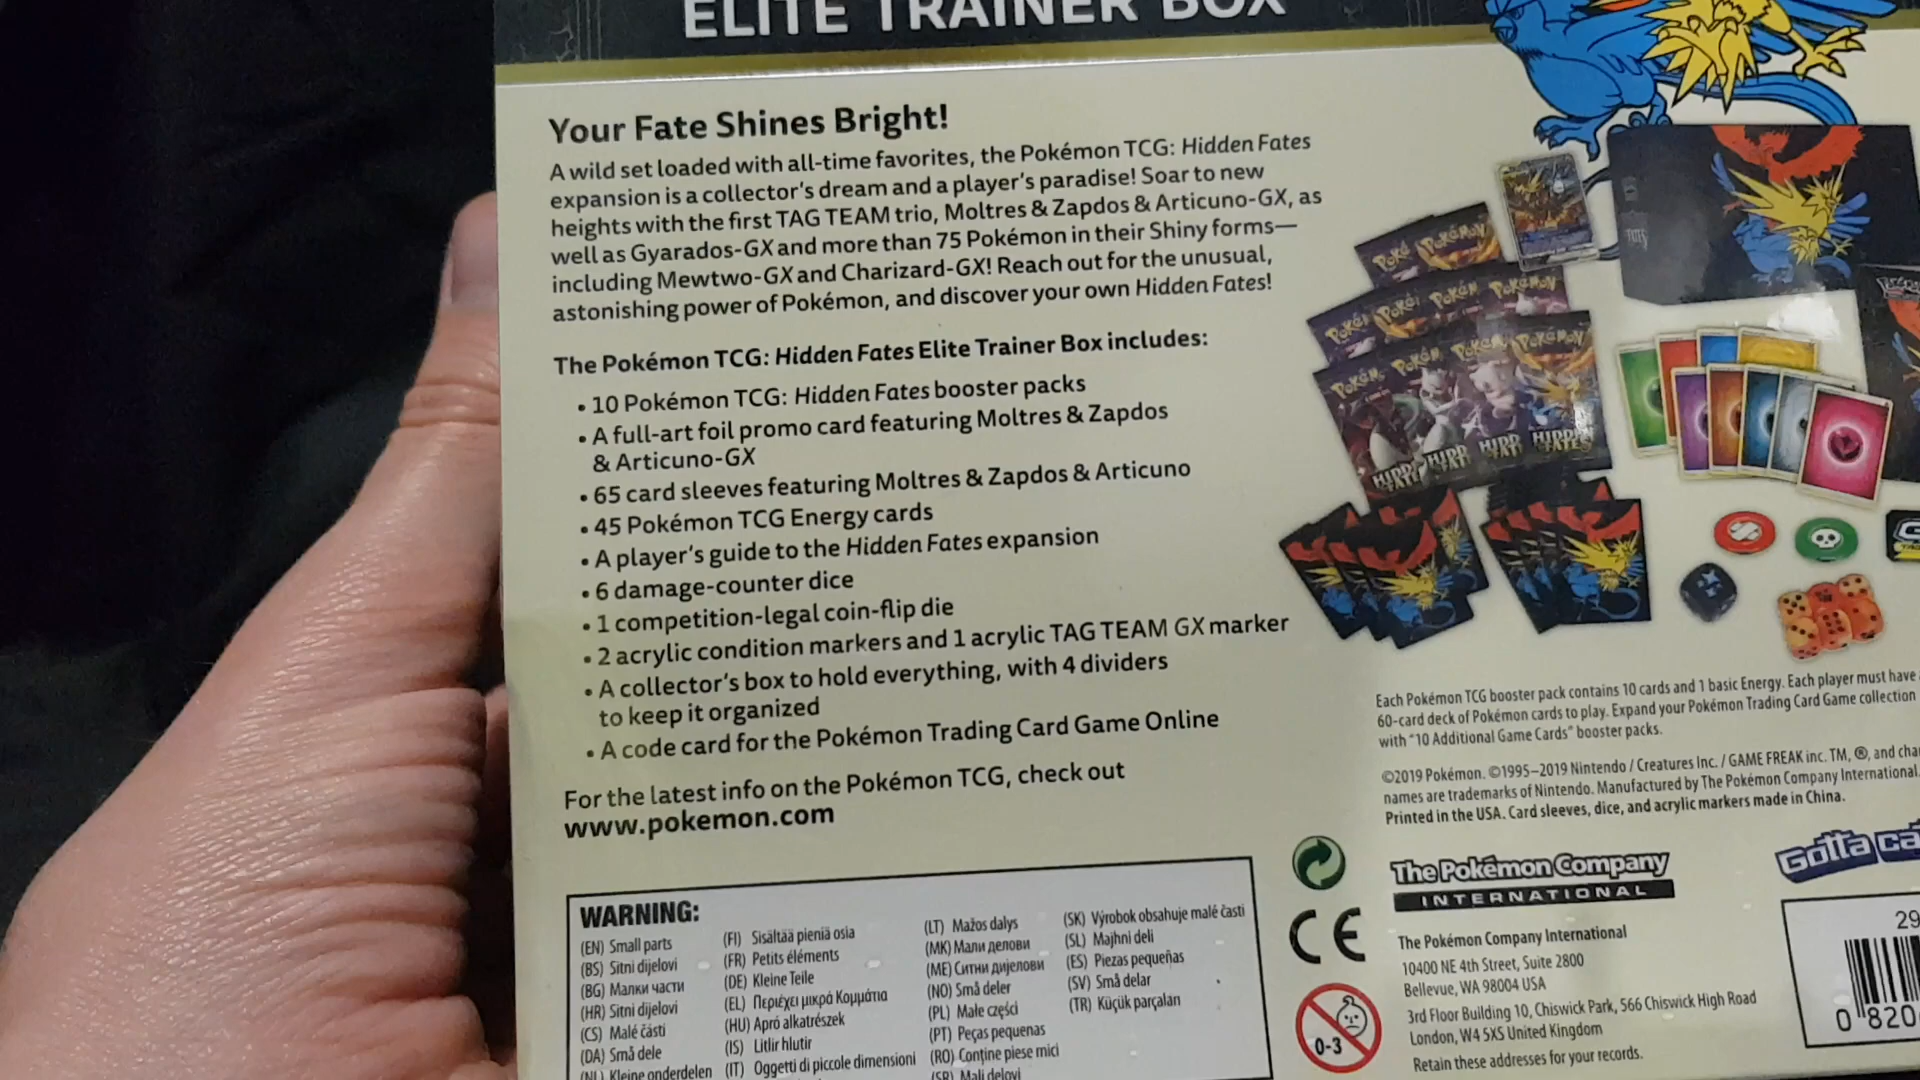 ELITE TRAINER BOX
Your Fate Shines Bright!
A wild set loaded with all-time favorites, the Pokémon TCG: Hidden Fates
expansion is a collector's dream and a player's paradise! Soar to new
heights with the first TAG TEAM trio, Moltres & Zapdos & Articuno-GX, as
well as Gyarados-GX and more than 75 Pokémon in their Shiny forms—
including Mewtwo-GX and Charizard-GX! Reach out for the unusual,
astonishing power of Pokémon, and discover your own Hidden Fates!
The Pokémon TCG: Hidden Fates Elite Trainer Box includes:
• 10 Pokémon TCG: Hidden Fates booster packs
• A full-art foil promo card featuring Moltres & Zapdos
& Articuno-GX
• 65 card sleeves featuring Moltres & Zapdos & Articuno
• 45 Pokémon TCG Energy cards
• A player's guide to the Hidden Fates expansion
• 6 damage-counter dice
• 1 competition-legal coin-flip die
• 2 acrylic condition markers and 1 acrylic TAG TEAM GX marker
• A collector's box to hold everything, with 4 dividers
to keep it organized
• A code card for the Pokémon Trading Card Game Online
For the latest info on the Pokémon TCG, check out
www.pokemon.com
WARNING:
(EN) Small parts
(BS) Sitni dijelovi
(BG) Малки части
(HR) Sitni dijelovi
(CS) Malé části
(DA) Små dele
(NL) Kleine onderdelen
(FI) Sisältää pieniä osia
(FR) Petits éléments
(DE) Kleine Teile
(EL) Περιέχει μικρά Κομμάτια
(HU) Apró alkatrészek
(IS) Litlir hlutir
(IT) Oggetti di piccole dimensioni
(LT) Mažos dalys
(MK) Мали делови
(ME) Ситни дијелови
(NO) Små deler
(PL) Małe części
(PT) Peças pequenas
(RO) Conține piese mici
(SR) Mali delovi
(SK) Výrobok obsahuje malé časti
(SL) Majhni deli
(ES) Piezas pequeñas
(SV) Små delar
(TR) Küçük parçaları
Each Pokémon TCG booster pack contains 10 cards and 1 basic Energy. Each player must have
60-card deck of Pokémon cards to play. Expand your Pokémon Trading Card Game collection
with "10 Additional Game Cards" booster packs.
©2019 Pokémon. ©1995–2019 Nintendo / Creatures Inc. / GAME FREAK inc. TM, ®, and cha
names are trademarks of Nintendo. Manufactured by The Pokémon Company International.
Printed in the USA. Card sleeves, dice, and acrylic markers made in China.
CE
0-3
The Pokémon Company
INTERNATIONAL
Gotta ca
The Pokémon Company International
10400 NE 4th Street, Suite 2800
Bellevue, WA 98004 USA
3rd Floor Building 10, Chiswick Park, 566 Chiswick High Road
London, W4 5XS United Kingdom
Retain these addresses for your records.
29
0 820